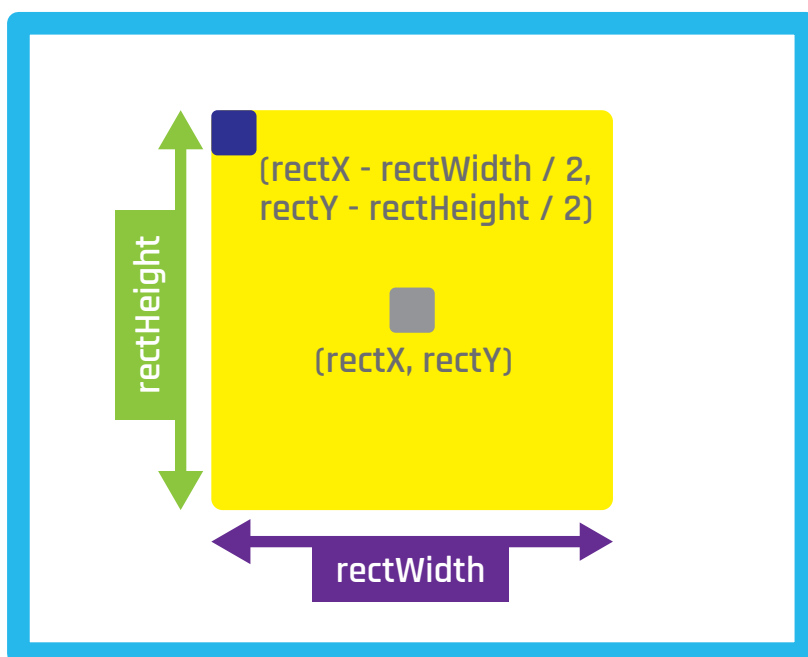 (rectX - rectWidth / 2,
rectY - rectHeight / 2)
rectHeight
(rectX, rectY)
rectWidth